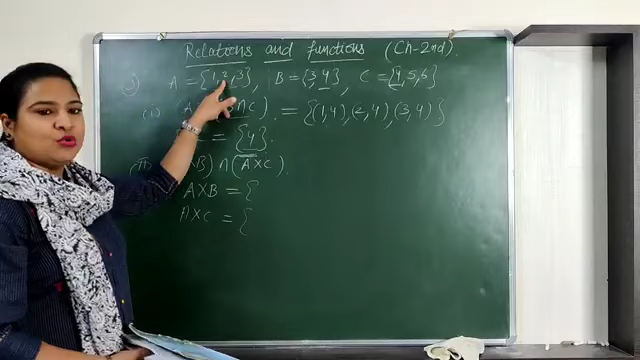 Relations and functions (Ch-2nd).
A = {1,2,3}, B = {3,4}, C = {4,5,6}
(i) A B∩C) = {(1,4),(2,4),(3,4)}
= {4}.
B) ∩ (A×C).
A×B = {
A×C = {